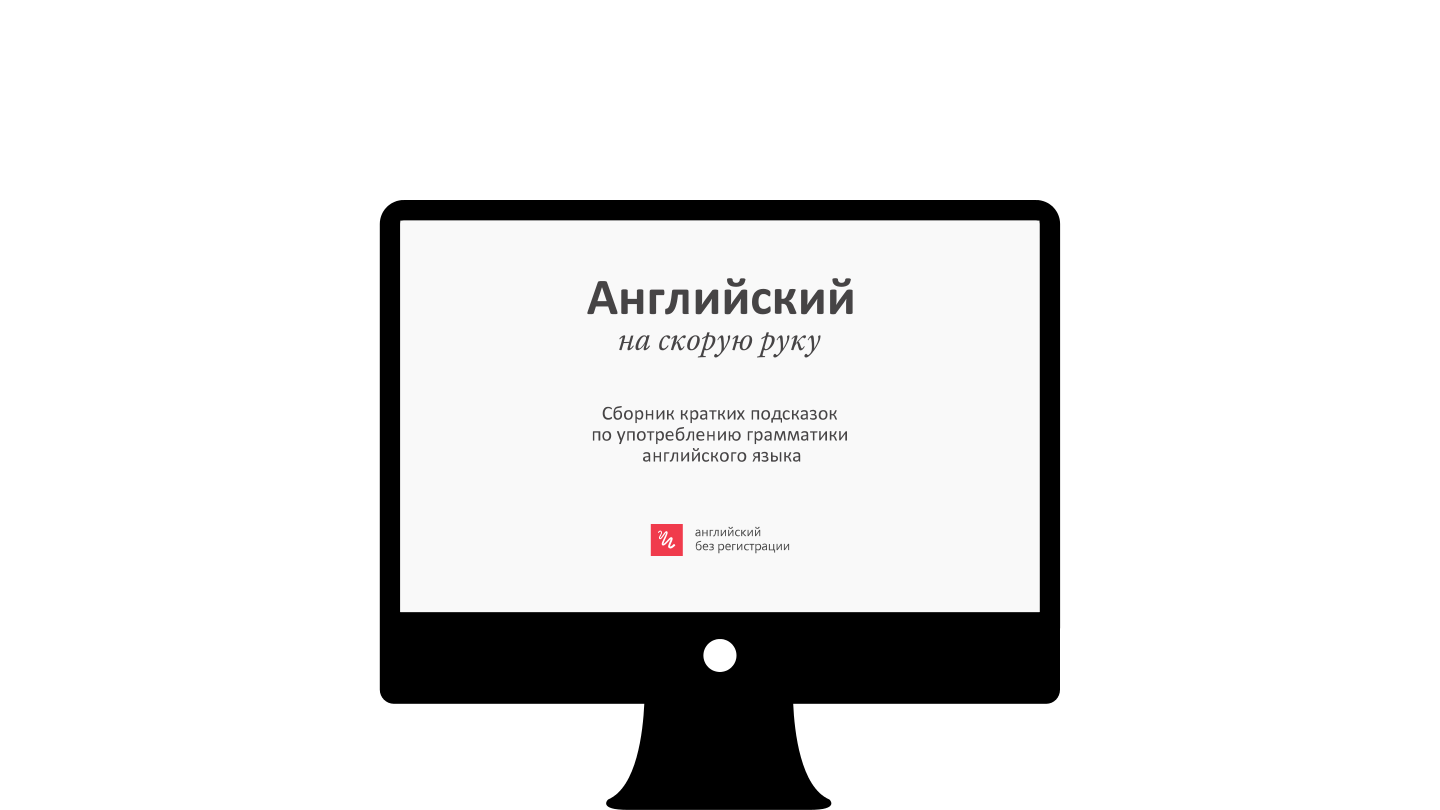 Английский
на скорую руку
Сборник кратких подсказок
по употреблению грамматики
английского языка
английский
без регистрации